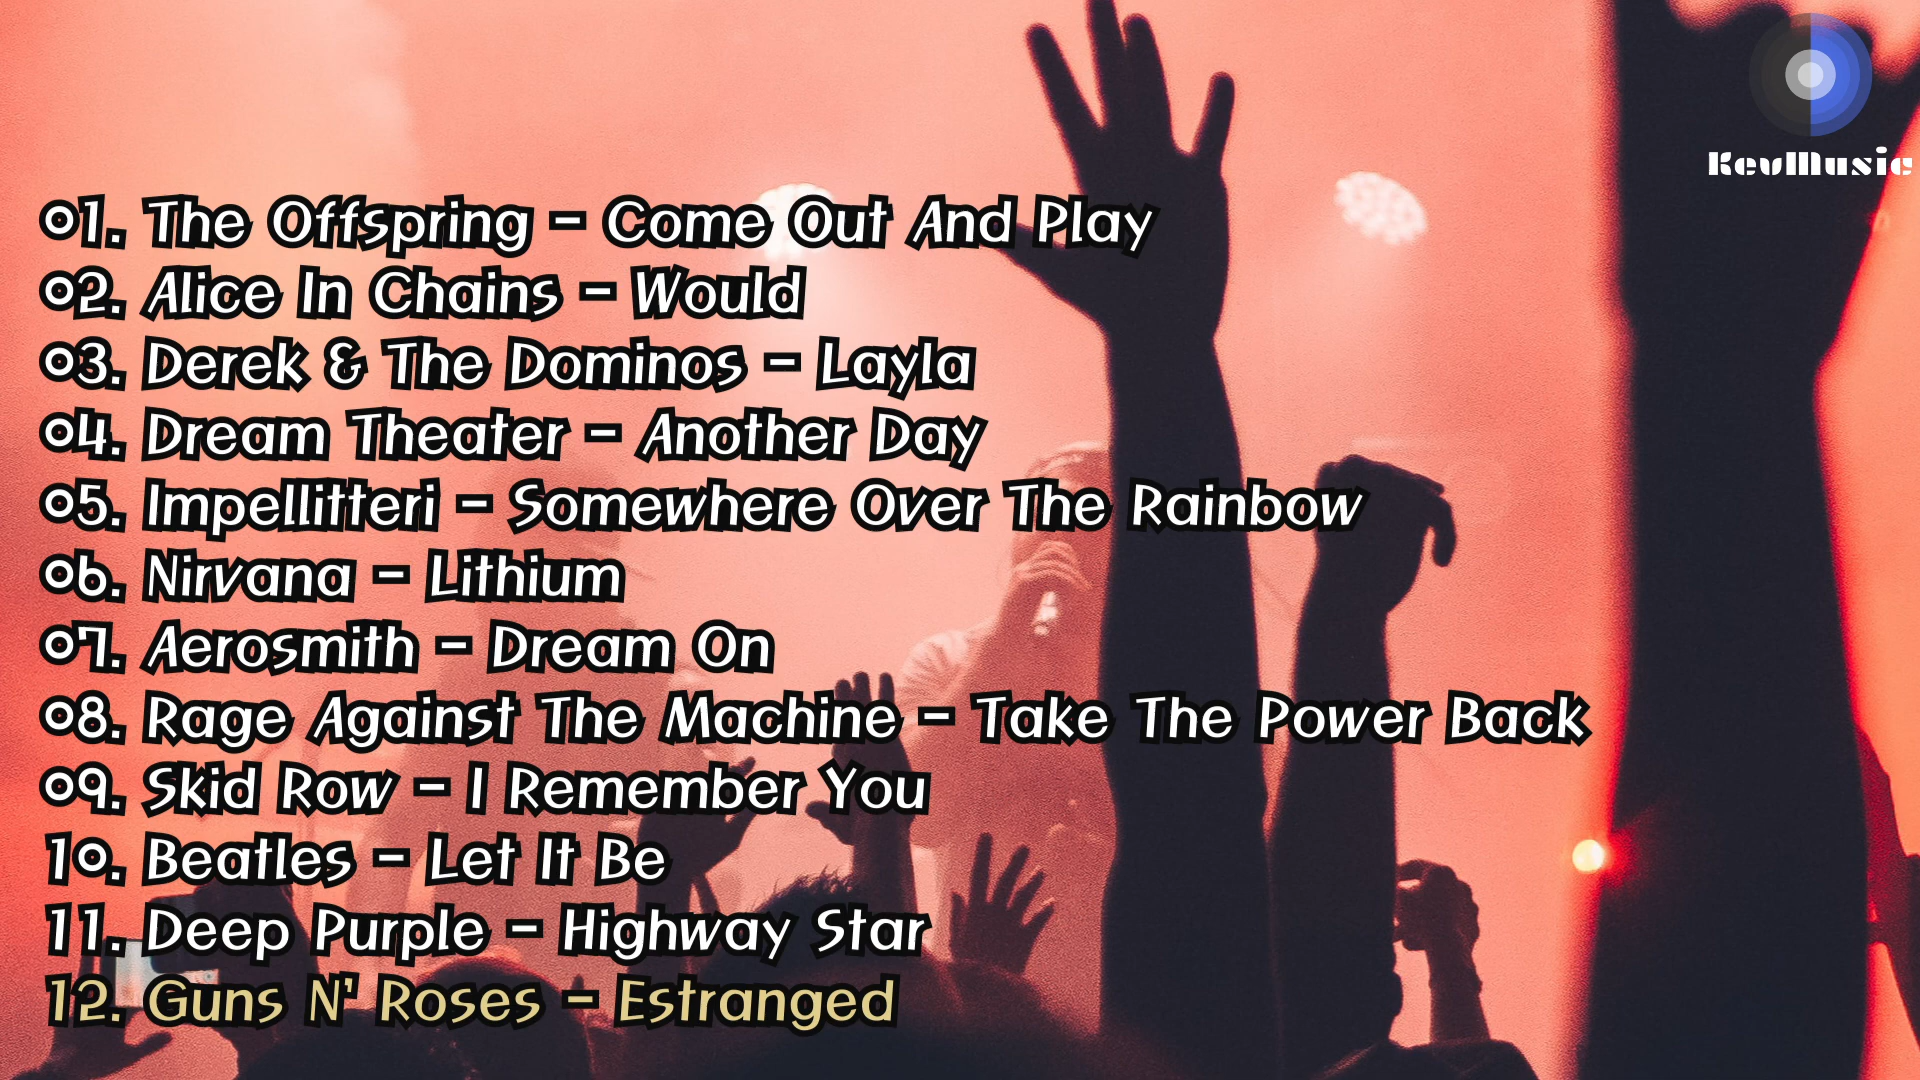 KevMusic
01. The Offspring - Come Out And Play
02. Alice In Chains - Would
03. Derek & The Dominos - Layla
04. Dream Theater - Another Day
05. Impellitteri - Somewhere Over The Rainbow
06. Nirvana - Lithium
07. Aerosmith - Dream On
08. Rage Against The Machine - Take The Power Back
09. Skid Row - I Remember You
10. Beatles - Let It Be
11. Deep Purple - Highway Star
12. Guns N' Roses - Estranged